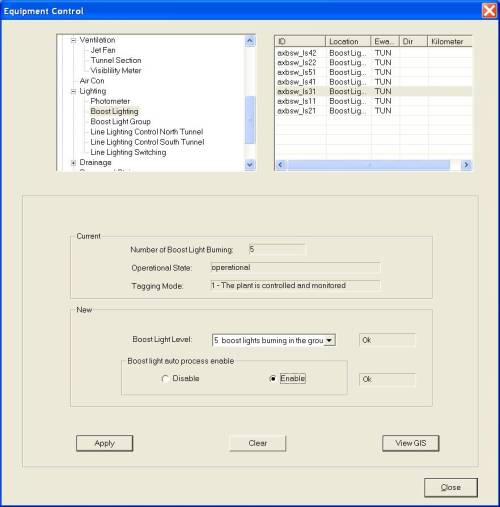 Equipment Control
Ventilation
Jet Fan
Tunnel Section
Visiblility Meter
Air Con
Lighting
Photometer
Boost Lighting
Boost Light Group
Line Lighting Control North Tunnel
Line Lighting Control South Tunnel
Line Lighting Switching
Drainage
ID Location Ewa... Dir Kilometer
axbsw_ls42 Boost Lig... TUN
axbsw_ls22 Boost Lig... TUN
axbsw_ls51 Boost Lig... TUN
axbsw_ls41 Boost Lig... TUN
axbsw_ls31 Boost Lig... TUN
axbsw_ls11 Boost Lig... TUN
axbsw_ls21 Boost Lig... TUN
Current
Number of Boost Light Burning: 5
Operational State: operational
Tagging Mode: 1 - The plant is controlled and monitored
New
Boost Light Level: 5 boost lights burning in the grou Ok
Boost light auto process enable
Disable Enable Ok
Apply Clear View GIS
Close